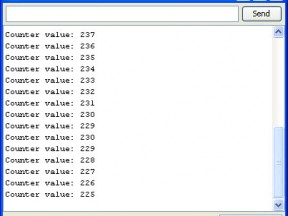 Send
Counter value: 237
Counter value: 236
Counter value: 235
Counter value: 234
Counter value: 233
Counter value: 232
Counter value: 231
Counter value: 230
Counter value: 229
Counter value: 230
Counter value: 229
Counter value: 228
Counter value: 227
Counter value: 226
Counter value: 225